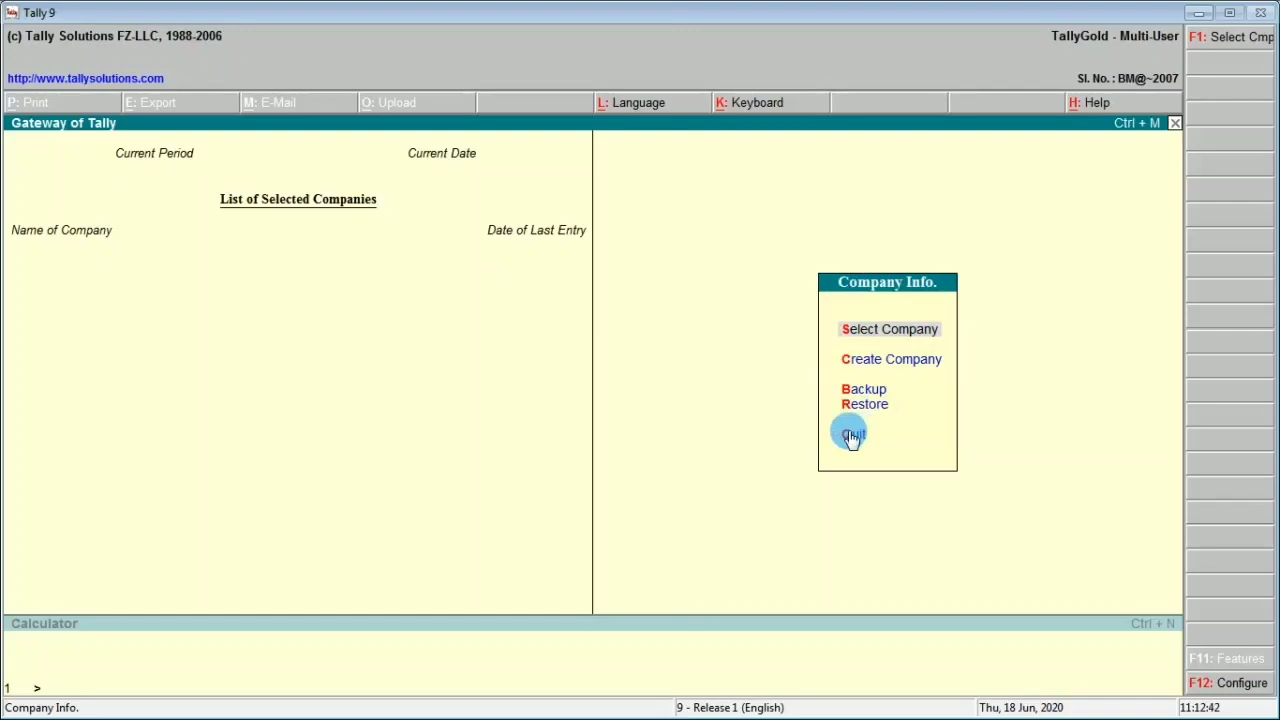 Tally 9
(c) Tally Solutions FZ-LLC, 1988-2006
TallyGold - Multi-User
http://www.tallysolutions.com
Sl. No. : BM@~2007
P: Print
E: Export
M: E-Mail
O: Upload
L: Language
K: Keyboard
H: Help
Gateway of Tally
Ctrl + M
Current Period
Current Date
List of Selected Companies
Name of Company
Date of Last Entry
Company Info.
Select Company
Create Company
Backup
Restore
Quit
F1: Select Cmp
F11: Features
F12: Configure
Calculator
Ctrl + N
1 >
Company Info.
9 - Release 1 (English)
Thu, 18 Jun, 2020
11:12:42